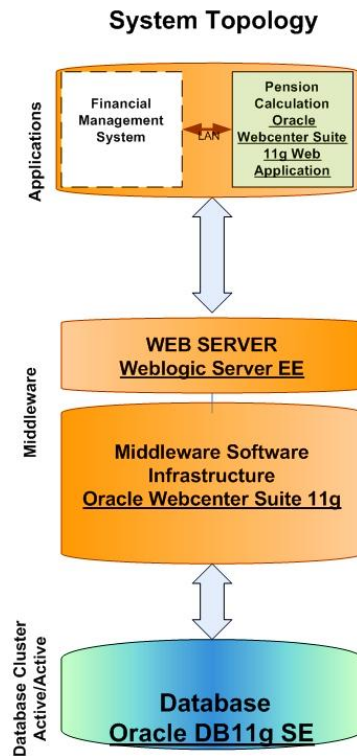 System Topology
Applications
Financial
Management
System
LAN
Pension
Calculation
Oracle
Webcenter Suite
11g Web
Application
Middleware
WEB SERVER
Weblogic Server EE
Middleware Software
Infrastructure
Oracle Webcenter Suite 11g
Database Cluster
Active/Active
Database
Oracle DB11g SE